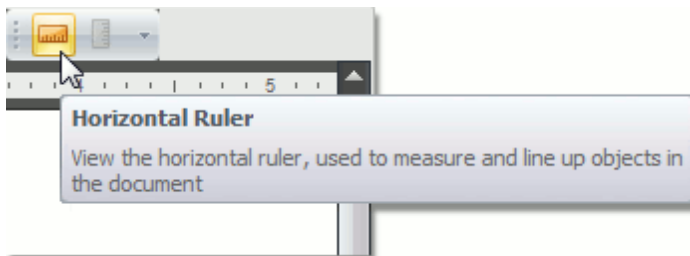 5
Horizontal Ruler
View the horizontal ruler, used to measure and line up objects in
the document